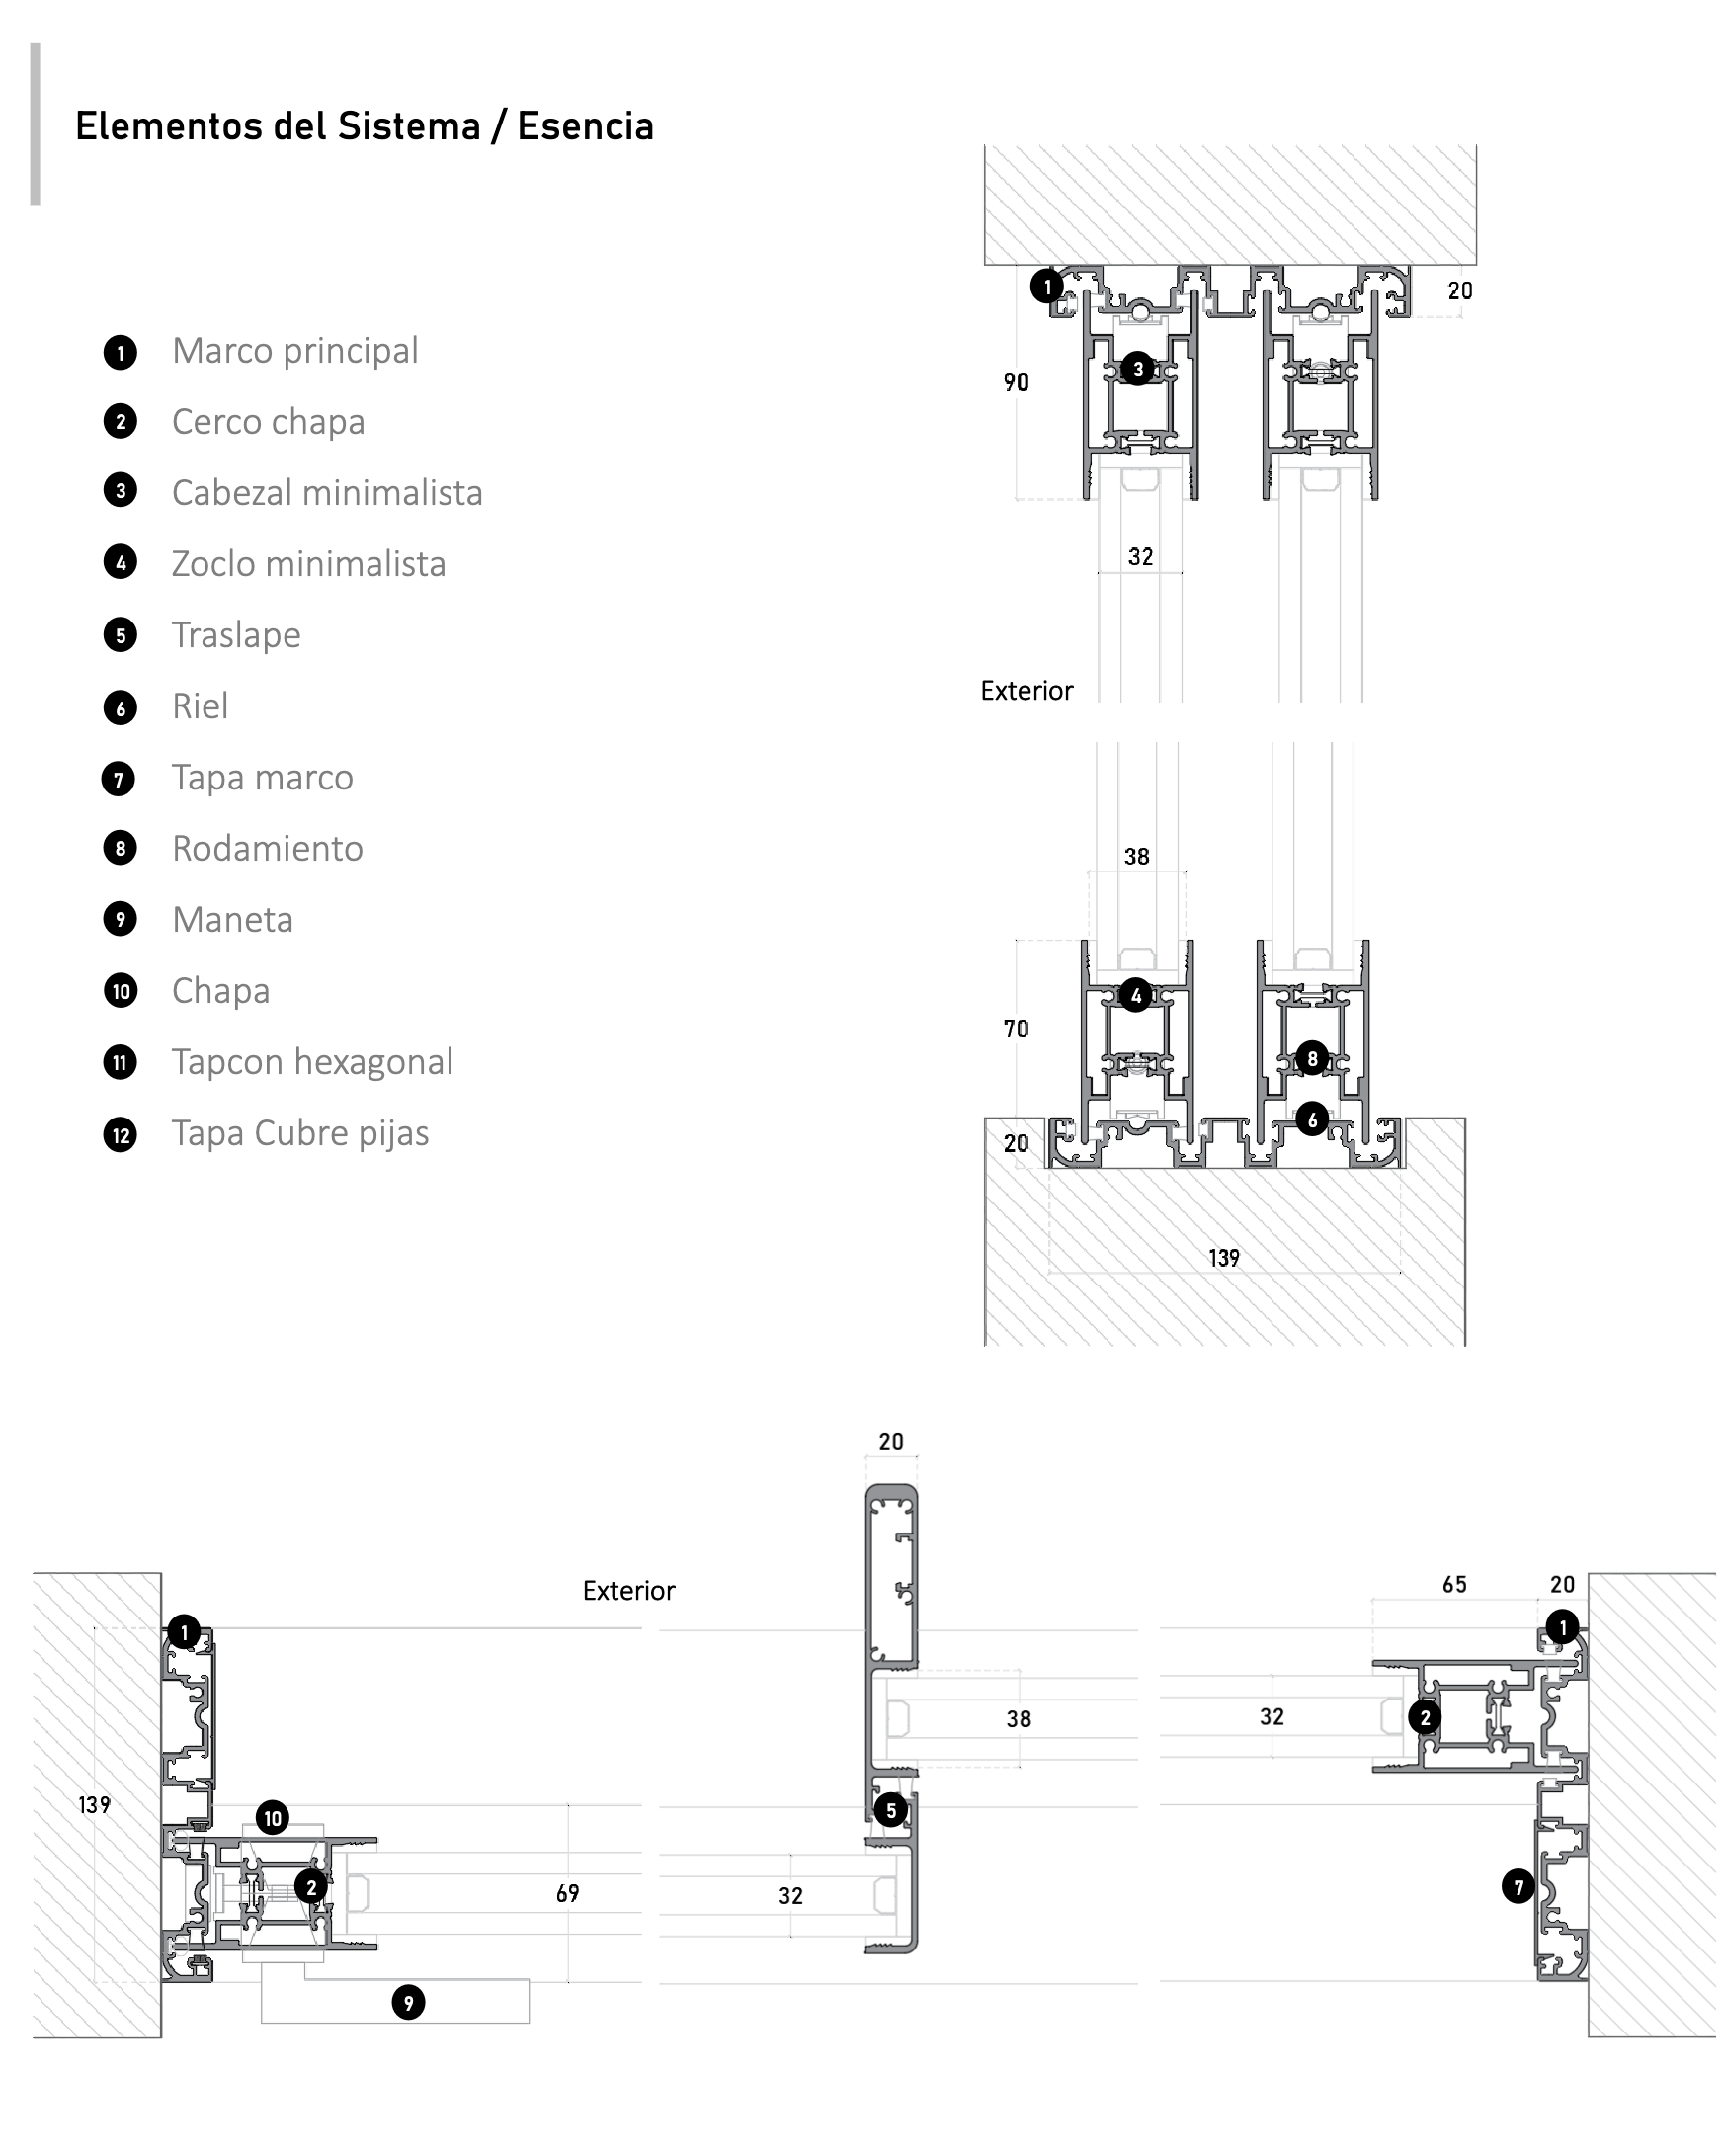 Elementos del Sistema / Esencia
1 Marco principal
2 Cerco chapa
3 Cabezal minimalista
4 Zoclo minimalista
5 Traslape
6 Riel
7 Tapa marco
8 Rodamiento
9 Maneta
10 Chapa
11 Tapcon hexagonal
12 Tapa Cubre pijas
1
20
90
3
32
Exterior
38
4
70
8
6
20
139
20
Exterior
65
20
1
1
38
32
2
139
10
5
2
69
32
7
9